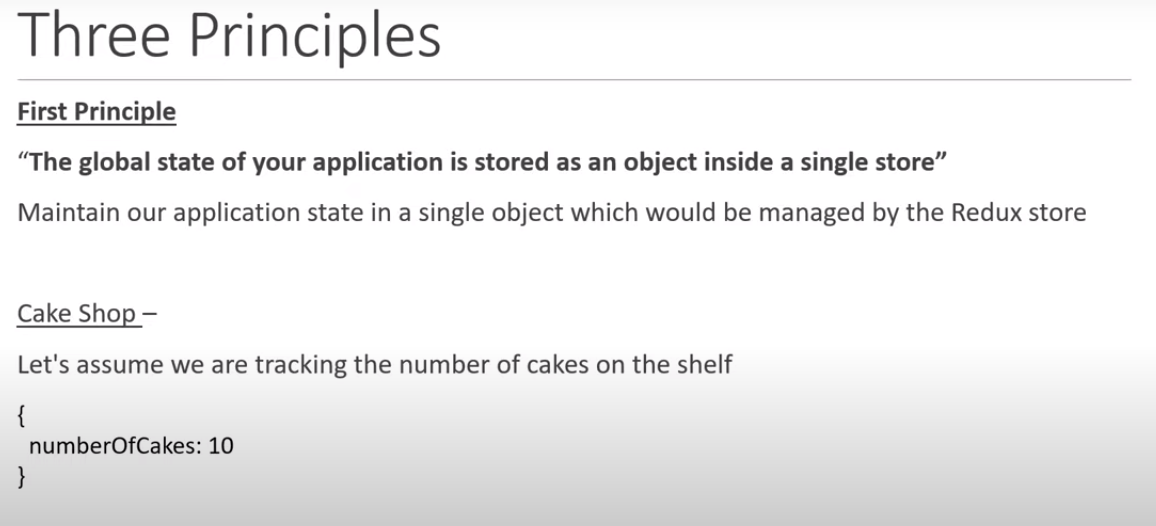 Three Principles
First Principle
“The global state of your application is stored as an object inside a single store”
Maintain our application state in a single object which would be managed by the Redux store
Cake Shop –
Let's assume we are tracking the number of cakes on the shelf
{
numberOfCakes: 10
}